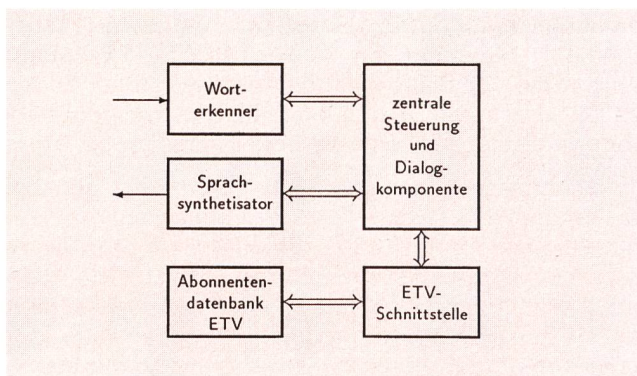 Wort-
erkenner
zentrale
Steuerung
und
Dialog-
komponente
Sprach-
synthetisator
Abonnenten-
datenbank
ETV
ETV-
Schnittstelle